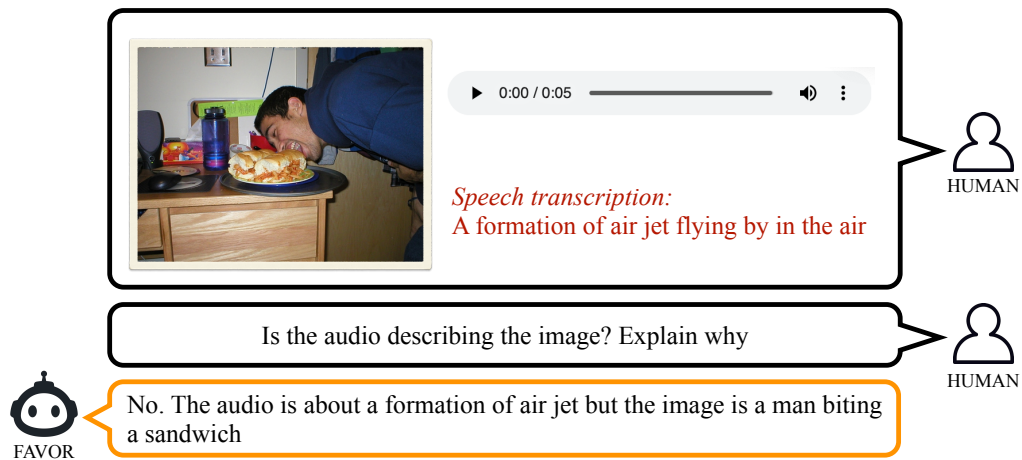 0:00 / 0:05
Speech transcription:
A formation of air jet flying by in the air
HUMAN
Is the audio describing the image? Explain why
HUMAN
No. The audio is about a formation of air jet but the image is a man biting
a sandwich
FAVOR